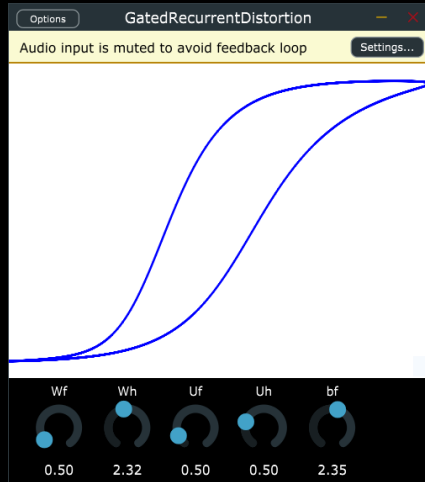 Options GatedRecurrentDistortion
Audio input is muted to avoid feedback loop Settings...
Wf Wh Uf Uh bf
0.50 2.32 0.50 0.50 2.35